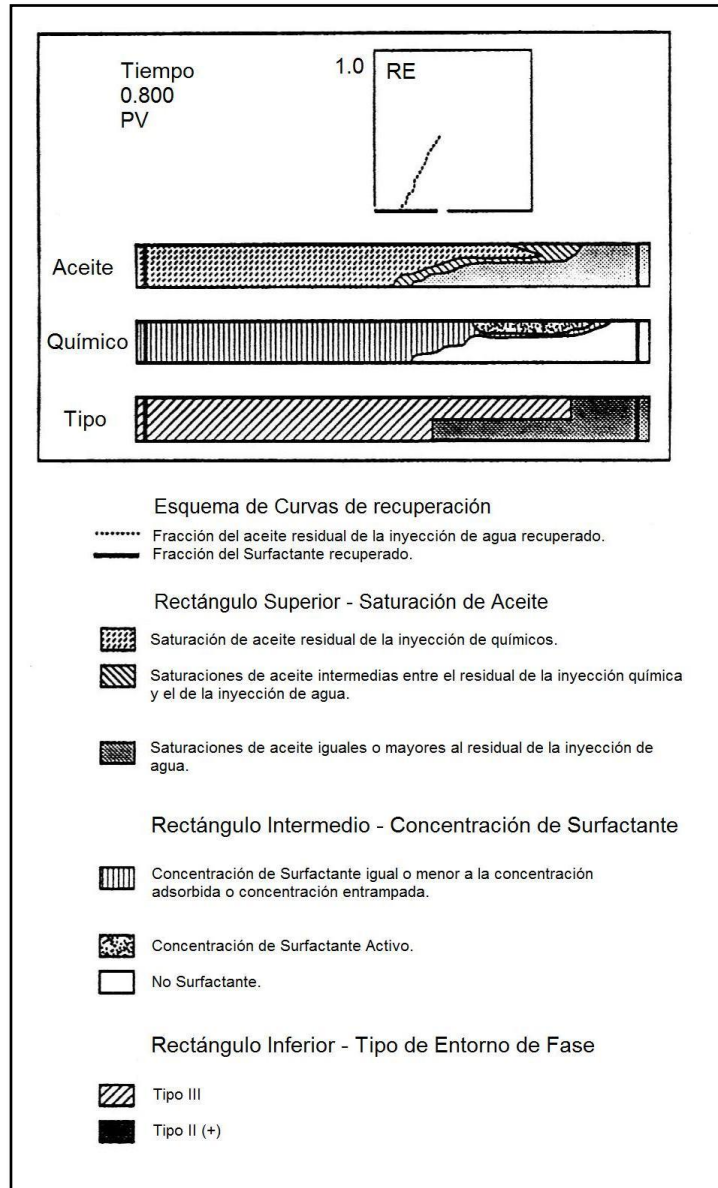 Tiempo
0.800
PV
1.0
RE
Aceite
Químico
Tipo
Esquema de Curvas de recuperación
Fracción del aceite residual de la inyección de agua recuperado.
Fracción del Surfactante recuperado.
Rectángulo Superior - Saturación de Aceite
Saturación de aceite residual de la inyección de químicos.
Saturaciones de aceite intermedias entre el residual de la inyección química
y el de la inyección de agua.
Saturaciones de aceite iguales o mayores al residual de la inyección de
agua.
Rectángulo Intermedio - Concentración de Surfactante
Concentración de Surfactante igual o menor a la concentración
adsorbida o concentración entrampada.
Concentración de Surfactante Activo.
No Surfactante.
Rectángulo Inferior - Tipo de Entorno de Fase
Tipo III
Tipo II (+)